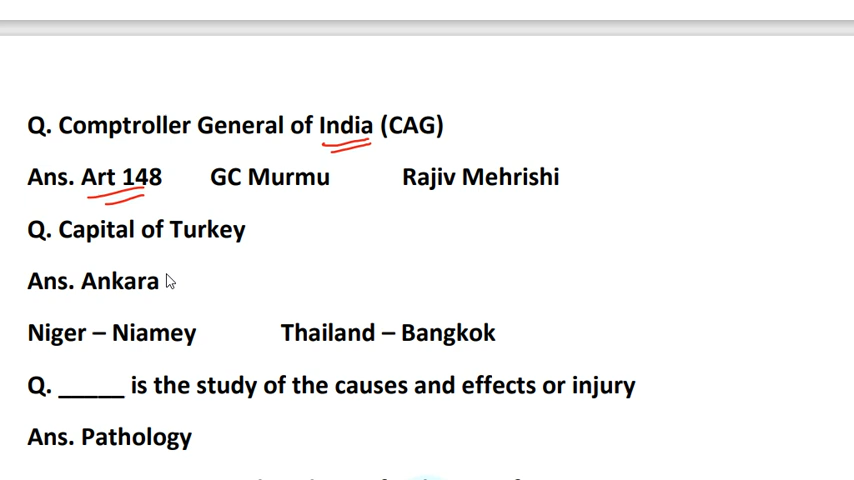 Q. Comptroller General of India (CAG)
Ans. Art 148 GC Murmu Rajiv Mehrishi
Q. Capital of Turkey
Ans. Ankara
Niger – Niamey Thailand – Bangkok
Q. _____ is the study of the causes and effects or injury
Ans. Pathology